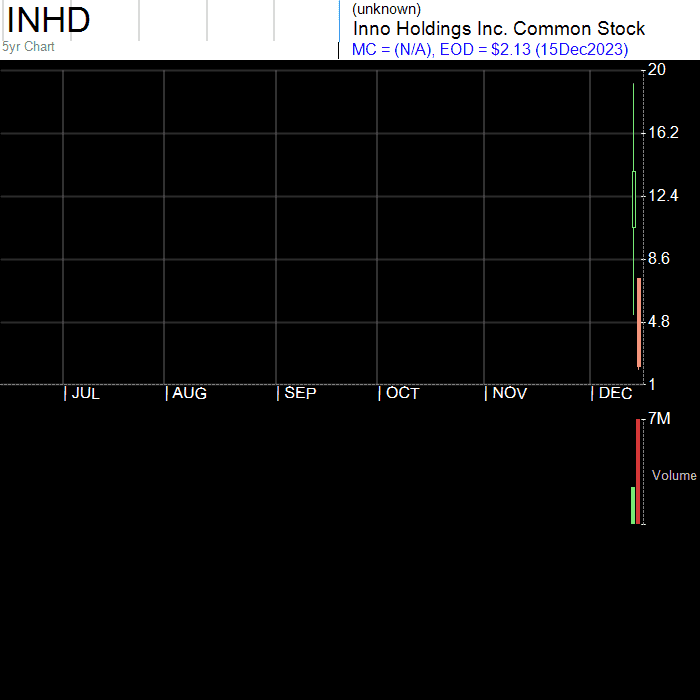 INHD
5yr Chart
(unknown)
Inno Holdings Inc. Common Stock
MC = (N/A), EOD = $2.13 (15Dec2023)
20
16.2
12.4
8.6
4.8
1
| JUL | AUG | SEP | OCT | NOV | DEC
7M
Volume